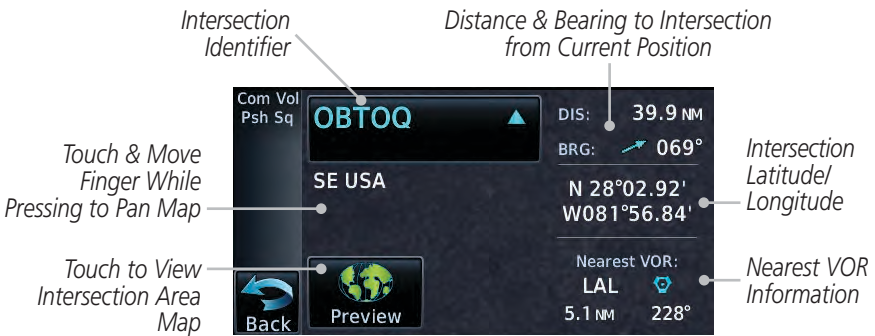 Intersection
Identifier
Distance & Bearing to Intersection
from Current Position
Touch & Move
Finger While
Pressing to Pan Map
Touch to View
Intersection Area
Map
Com Vol
Psh Sq
OBTOQ
SE USA
Back
Preview
DIS: 39.9 NM
BRG: 069°
N 28°02.92'
W081°56.84'
Nearest VOR:
LAL
5.1 NM 228°
Intersection
Latitude/
Longitude
Nearest VOR
Information